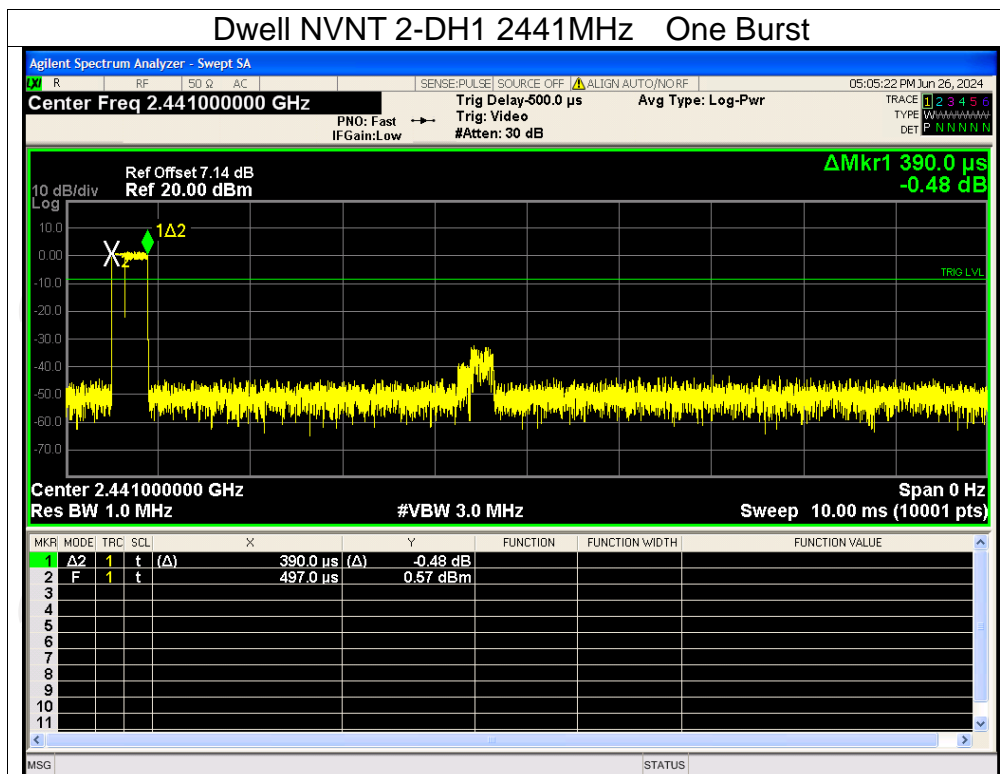 Dwell NVNT 2-DH1 2441MHz One Burst
Agilent Spectrum Analyzer - Swept SA
LXI R RF 50 Ω AC SENSE:PULSE SOURCE OFF ALIGN AUTO/NO RF 05:05:22 PM Jun 26, 2024
Center Freq 2.441000000 GHz
PNO: Fast
IFGain:Low
Trig Delay-500.0 µs
Trig: Video
#Atten: 30 dB
Avg Type: Log-Pwr
TRACE 1 2 3 4 5 6
TYPE WWWWWW
DET P N N N N N
ΔMkr1 390.0 µs
-0.48 dB
Ref Offset 7.14 dB
10 dB/div Ref 20.00 dBm
Log
10.0
0.00
-10.0
-20.0
-30.0
-40.0
-50.0
-60.0
-70.0
1Δ2
2
TRIG LVL
Center 2.441000000 GHz Span 0 Hz
Res BW 1.0 MHz #VBW 3.0 MHz Sweep 10.00 ms (10001 pts)
MKR MODE TRC SCL X Y FUNCTION FUNCTION WIDTH FUNCTION VALUE
1 Δ2 1 t (Δ) 390.0 µs (Δ) -0.48 dB
2 F 1 t 497.0 µs 0.57 dBm
3
4
5
6
7
8
9
10
11
MSG STATUS